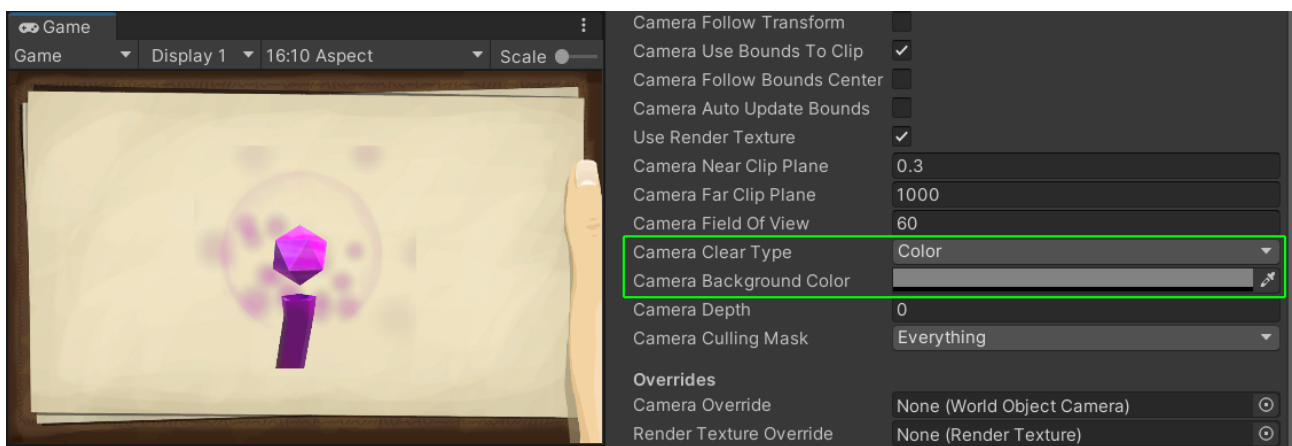 Game
Game Display 1 16:10 Aspect Scale
Camera Follow Transform
Camera Use Bounds To Clip
Camera Follow Bounds Center
Camera Auto Update Bounds
Use Render Texture
Camera Near Clip Plane 0.3
Camera Far Clip Plane 1000
Camera Field Of View 60
Camera Clear Type Color
Camera Background Color
Camera Depth 0
Camera Culling Mask Everything
Overrides
Camera Override None (World Object Camera)
Render Texture Override None (Render Texture)